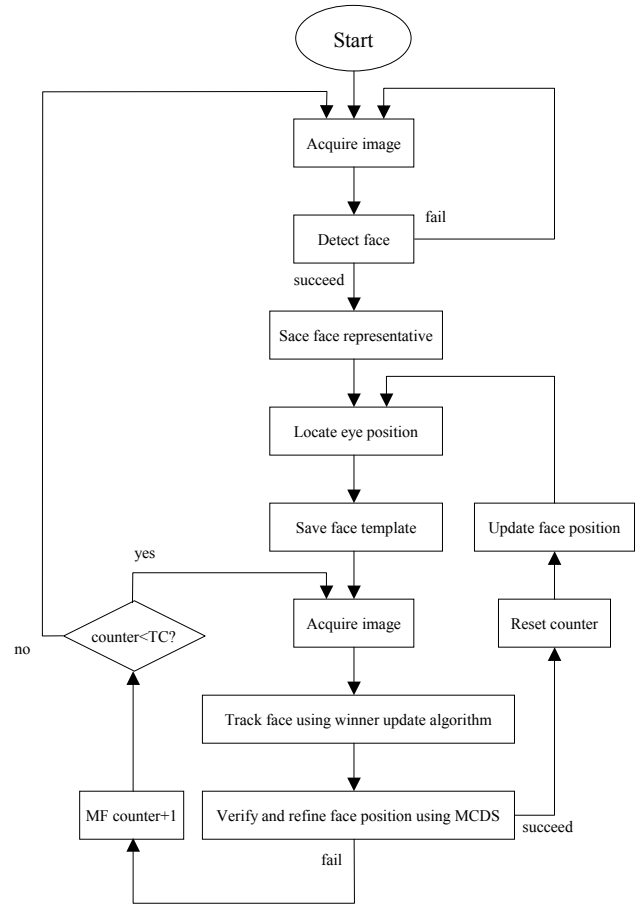 Start
Acquire image
fail
Detect face
succeed
Sace face representative
Locate eye position
Save face template
Update face position
yes
counter<TC?
Acquire image
Reset counter
no
Track face using winner update algorithm
MF counter+1
Verify and refine face position using MCDS
succeed
fail